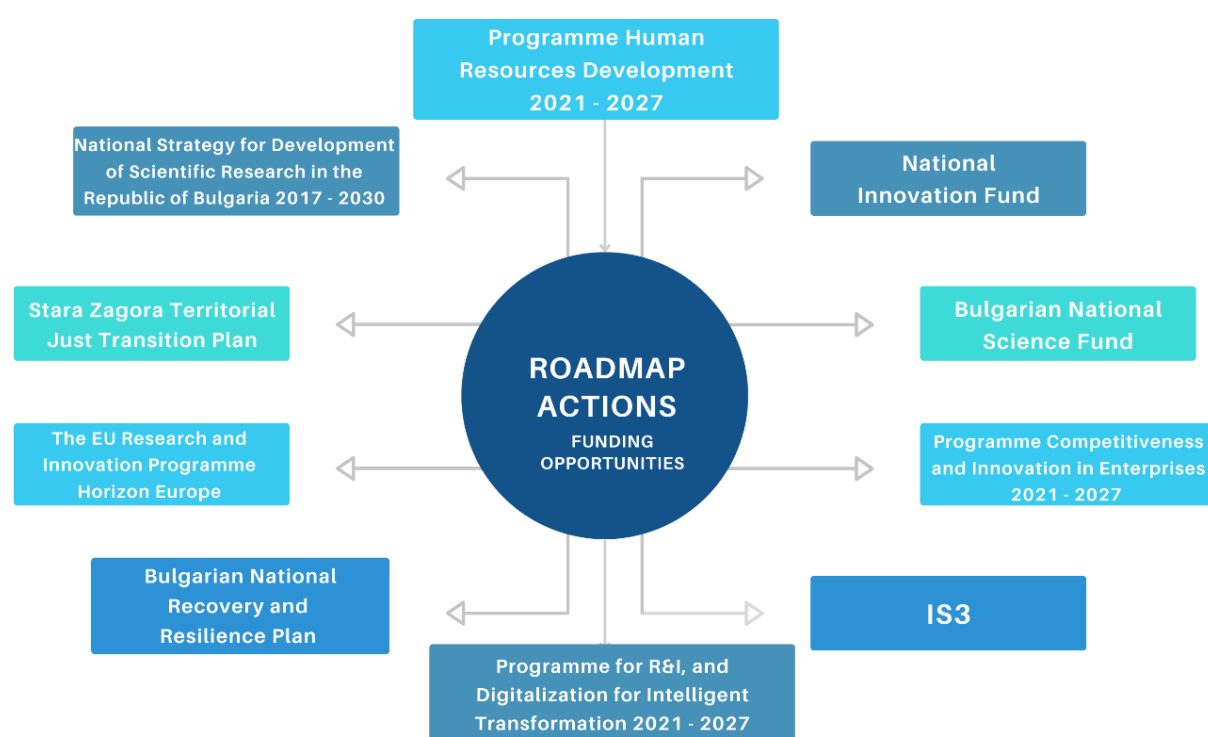 Programme Human
Resources Development
2021 - 2027
National Strategy for Development
of Scientific Research in the
Republic of Bulgaria 2017 - 2030
National
Innovation Fund
Stara Zagora Territorial
Just Transition Plan
Bulgarian National
Science Fund
ROADMAP
ACTIONS
FUNDING
OPPORTUNITIES
The EU Research and
Innovation Programme
Horizon Europe
Programme Competitiveness
and Innovation in Enterprises
2021 - 2027
Bulgarian National
Recovery and
Resilience Plan
IS3
Programme for R&I, and
Digitalization for Intelligent
Transformation 2021 - 2027